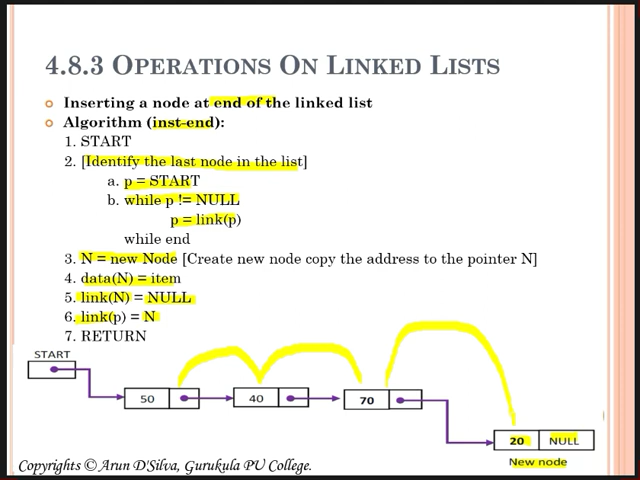 4.8.3 OPERATIONS ON LINKED LISTS
Inserting a node at end of the linked list
Algorithm (inst-end):
1. START
2. [Identify the last node in the list]
a. p = START
b. while p != NULL
p = link(p)
while end
3. N = new Node [Create new node copy the address to the pointer N]
4. data(N) = item
5. link(N) = NULL
6. link(p) = N
7. RETURN
START
50 40 70
20 NULL
New node
Copyrights © Arun D'Silva, Gurukula PU College.